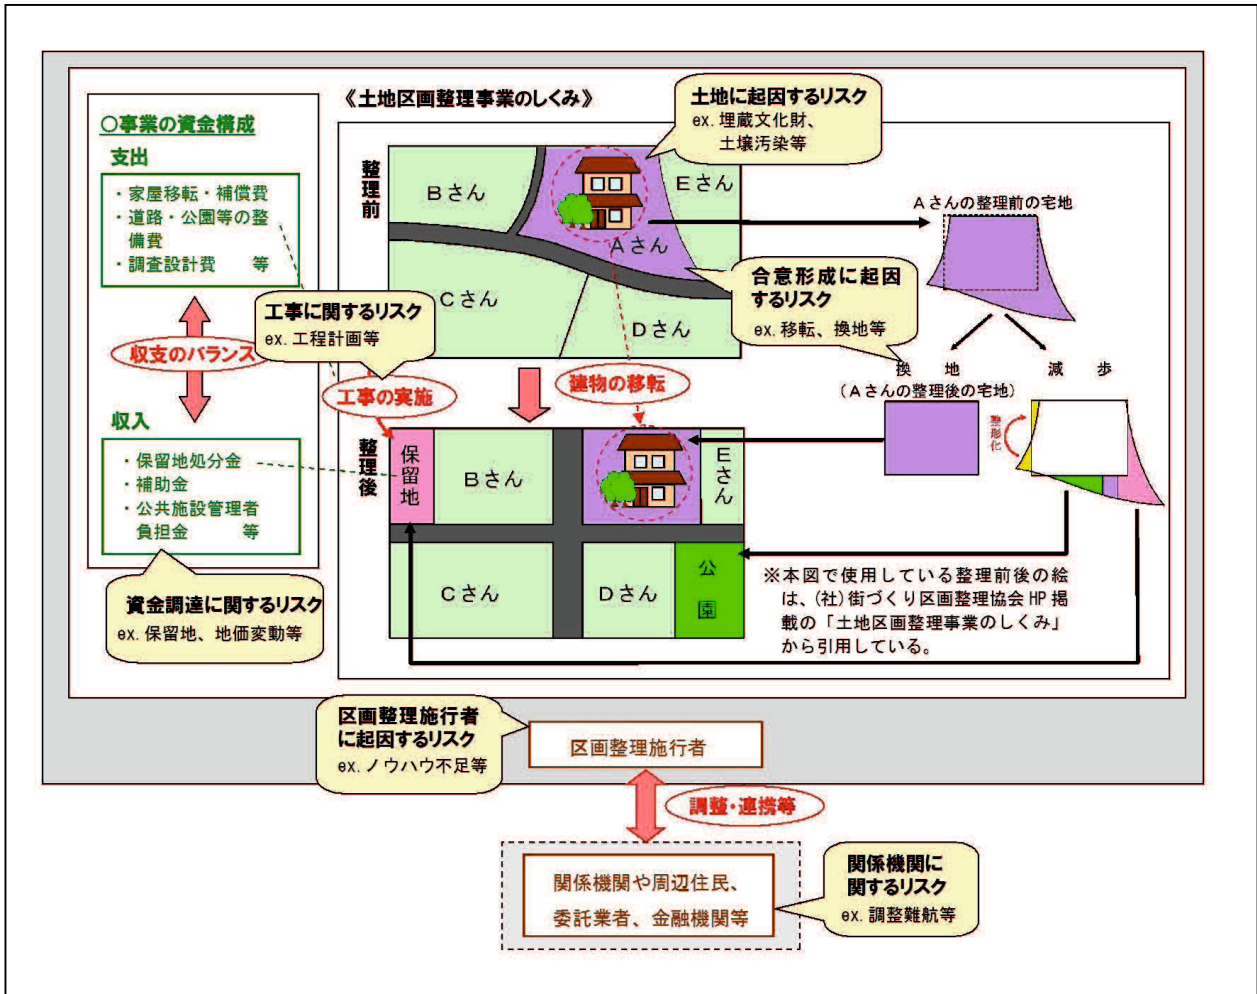 《土地区画整理事業のしくみ》
〇事業の資金構成
支出
・家屋移転・補償費
・道路・公園等の整
備費
・調査設計費　等
収支のバランス
収入
・保留地処分金
・補助金
・公共施設管理者
負担金　等
資金調達に関するリスク
ex. 保留地、地価変動等
土地に起因するリスク
ex. 埋蔵文化財、
土壌汚染等
整理前
Bさん
Eさん
Aさん
Cさん
Dさん
Aさんの整理前の宅地
合意形成に起因
するリスク
ex. 移転、換地等
工事に関するリスク
ex. 工程計画等
工事の実施
建物の移転
換　地
(Aさんの整理後の宅地)
減　歩
整形化
整理後
保留地
Bさん
Eさん
Cさん
Dさん
公園
※本図で使用している整理前後の絵
は、(社)街づくり区画整理協会 HP 掲
載の「土地区画整理事業のしくみ」
から引用している。
区画整理施行者
に起因するリスク
ex. ノウハウ不足等
区画整理施行者
調整・連携等
関係機関や周辺住民、
委託業者、金融機関等
関係機関に
関するリスク
ex. 調整難航等